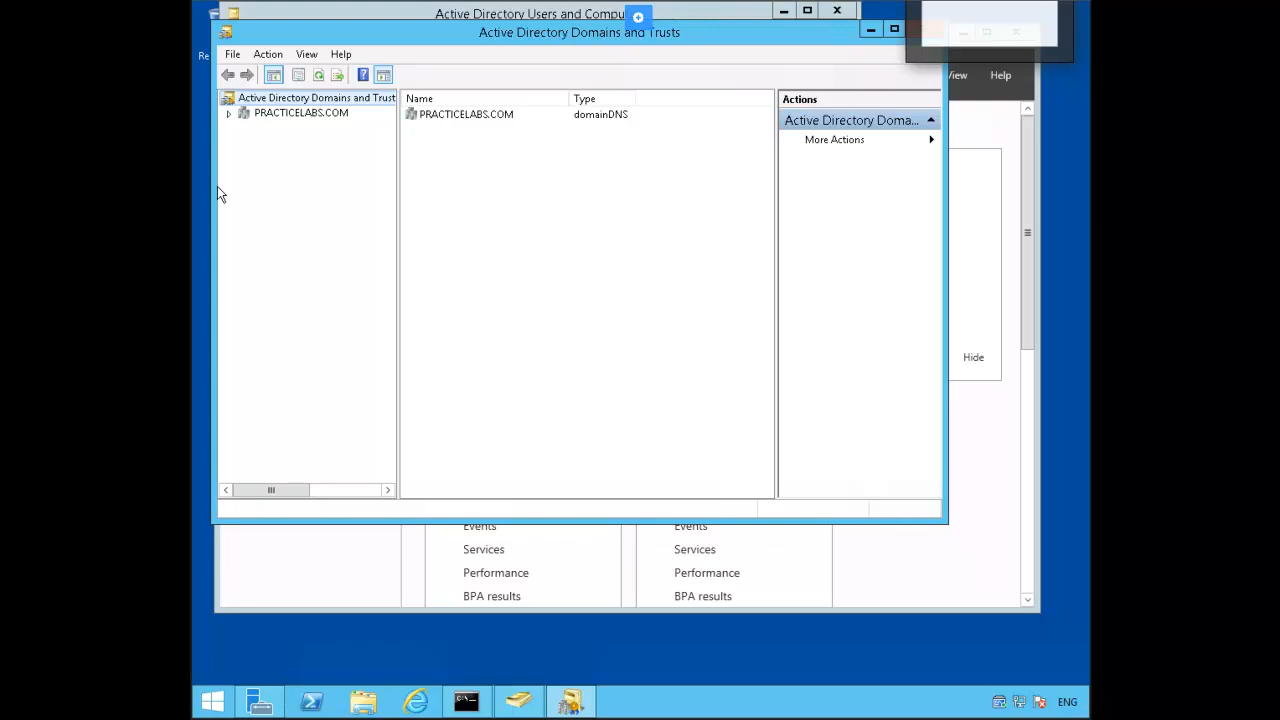 Active Directory Users and Compu
Active Directory Domains and Trusts
Re
File Action View Help
View Help
Active Directory Domains and Trust
PRACTICELABS.COM
Name Type
PRACTICELABS.COM domainDNS
Actions
Active Directory Doma...
More Actions
Hide
Events Events
Services Services
Performance Performance
BPA results BPA results
ENG